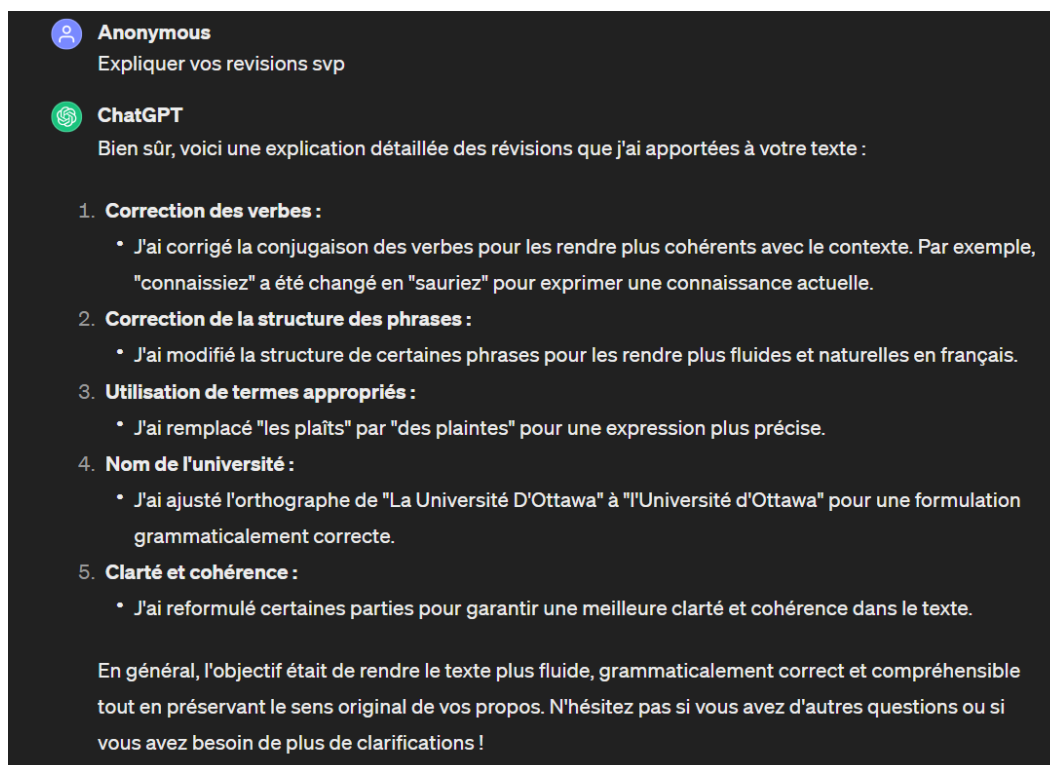 Anonymous
Expliquer vos revisions svp
ChatGPT
Bien sûr, voici une explication détaillée des révisions que j'ai apportées à votre texte :
1. Correction des verbes :
• J'ai corrigé la conjugaison des verbes pour les rendre plus cohérents avec le contexte. Par exemple,
"connaissiez" a été changé en "sauriez" pour exprimer une connaissance actuelle.
2. Correction de la structure des phrases :
• J'ai modifié la structure de certaines phrases pour les rendre plus fluides et naturelles en français.
3. Utilisation de termes appropriés :
• J'ai remplacé "les plaîts" par "des plaintes" pour une expression plus précise.
4. Nom de l'université :
• J'ai ajusté l'orthographe de "La Université D'Ottawa" à "l'Université d'Ottawa" pour une formulation
grammaticalement correcte.
5. Clarté et cohérence :
• J'ai reformulé certaines parties pour garantir une meilleure clarté et cohérence dans le texte.
En général, l'objectif était de rendre le texte plus fluide, grammaticalement correct et compréhensible
tout en préservant le sens original de vos propos. N'hésitez pas si vous avez d'autres questions ou si
vous avez besoin de plus de clarifications !